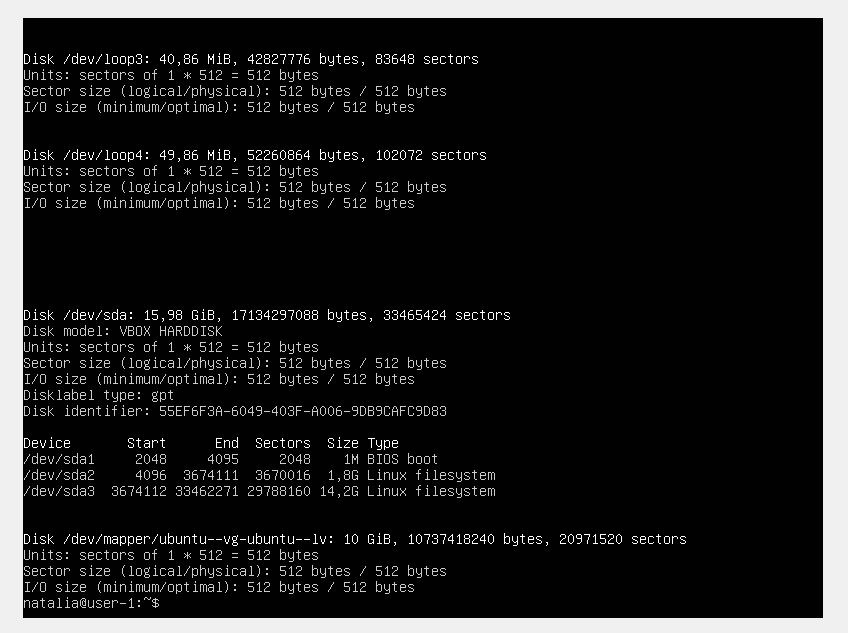 Disk /dev/loop3: 40,86 MiB, 42827776 bytes, 83648 sectors
Units: sectors of 1 * 512 = 512 bytes
Sector size (logical/physical): 512 bytes / 512 bytes
I/O size (minimum/optimal): 512 bytes / 512 bytes
Disk /dev/loop4: 49,86 MiB, 52260864 bytes, 102072 sectors
Units: sectors of 1 * 512 = 512 bytes
Sector size (logical/physical): 512 bytes / 512 bytes
I/O size (minimum/optimal): 512 bytes / 512 bytes
Disk /dev/sda: 15,98 GiB, 17134297088 bytes, 33465424 sectors
Disk model: VBOX HARDDISK
Units: sectors of 1 * 512 = 512 bytes
Sector size (logical/physical): 512 bytes / 512 bytes
I/O size (minimum/optimal): 512 bytes / 512 bytes
Disklabel type: gpt
Disk identifier: 55EF6F3A-6049-403F-A006-9DB9CAFC9D83
Device       Start      End  Sectors  Size Type
/dev/sda1     2048     4095     2048    1M BIOS boot
/dev/sda2     4096  3674111  3670016  1,8G Linux filesystem
/dev/sda3  3674112 33462271 29788160 14,2G Linux filesystem
Disk /dev/mapper/ubuntu--vg-ubuntu--lv: 10 GiB, 10737418240 bytes, 20971520 sectors
Units: sectors of 1 * 512 = 512 bytes
Sector size (logical/physical): 512 bytes / 512 bytes
I/O size (minimum/optimal): 512 bytes / 512 bytes
natalia@user-1:~$